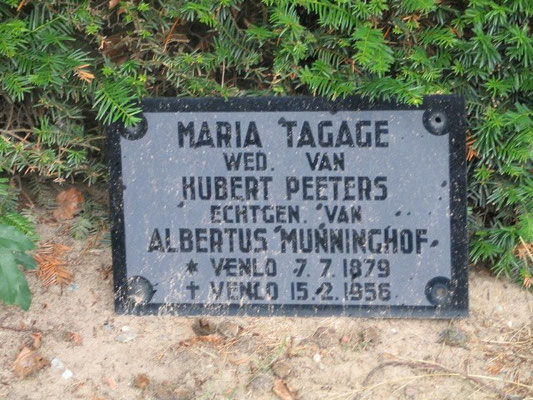 MARIA TAGAGE
WED. VAN
HUBERT PEETERS
ECHTGEN. VAN
ALBERTUS MUNNINGHOF
* VENLO 7.7.1879
† VENLO 15.2.1956